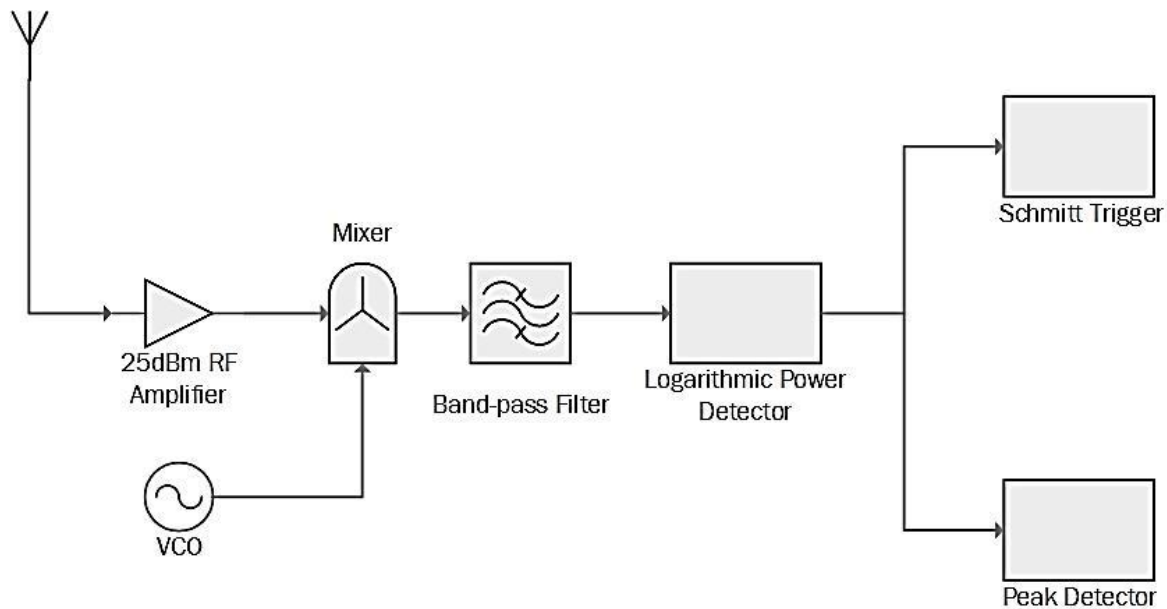 Schmitt Trigger
Mixer
25dBm RF
Amplifier
Band-pass Filter
Logarithmic Power
Detector
VCO
Peak Detector